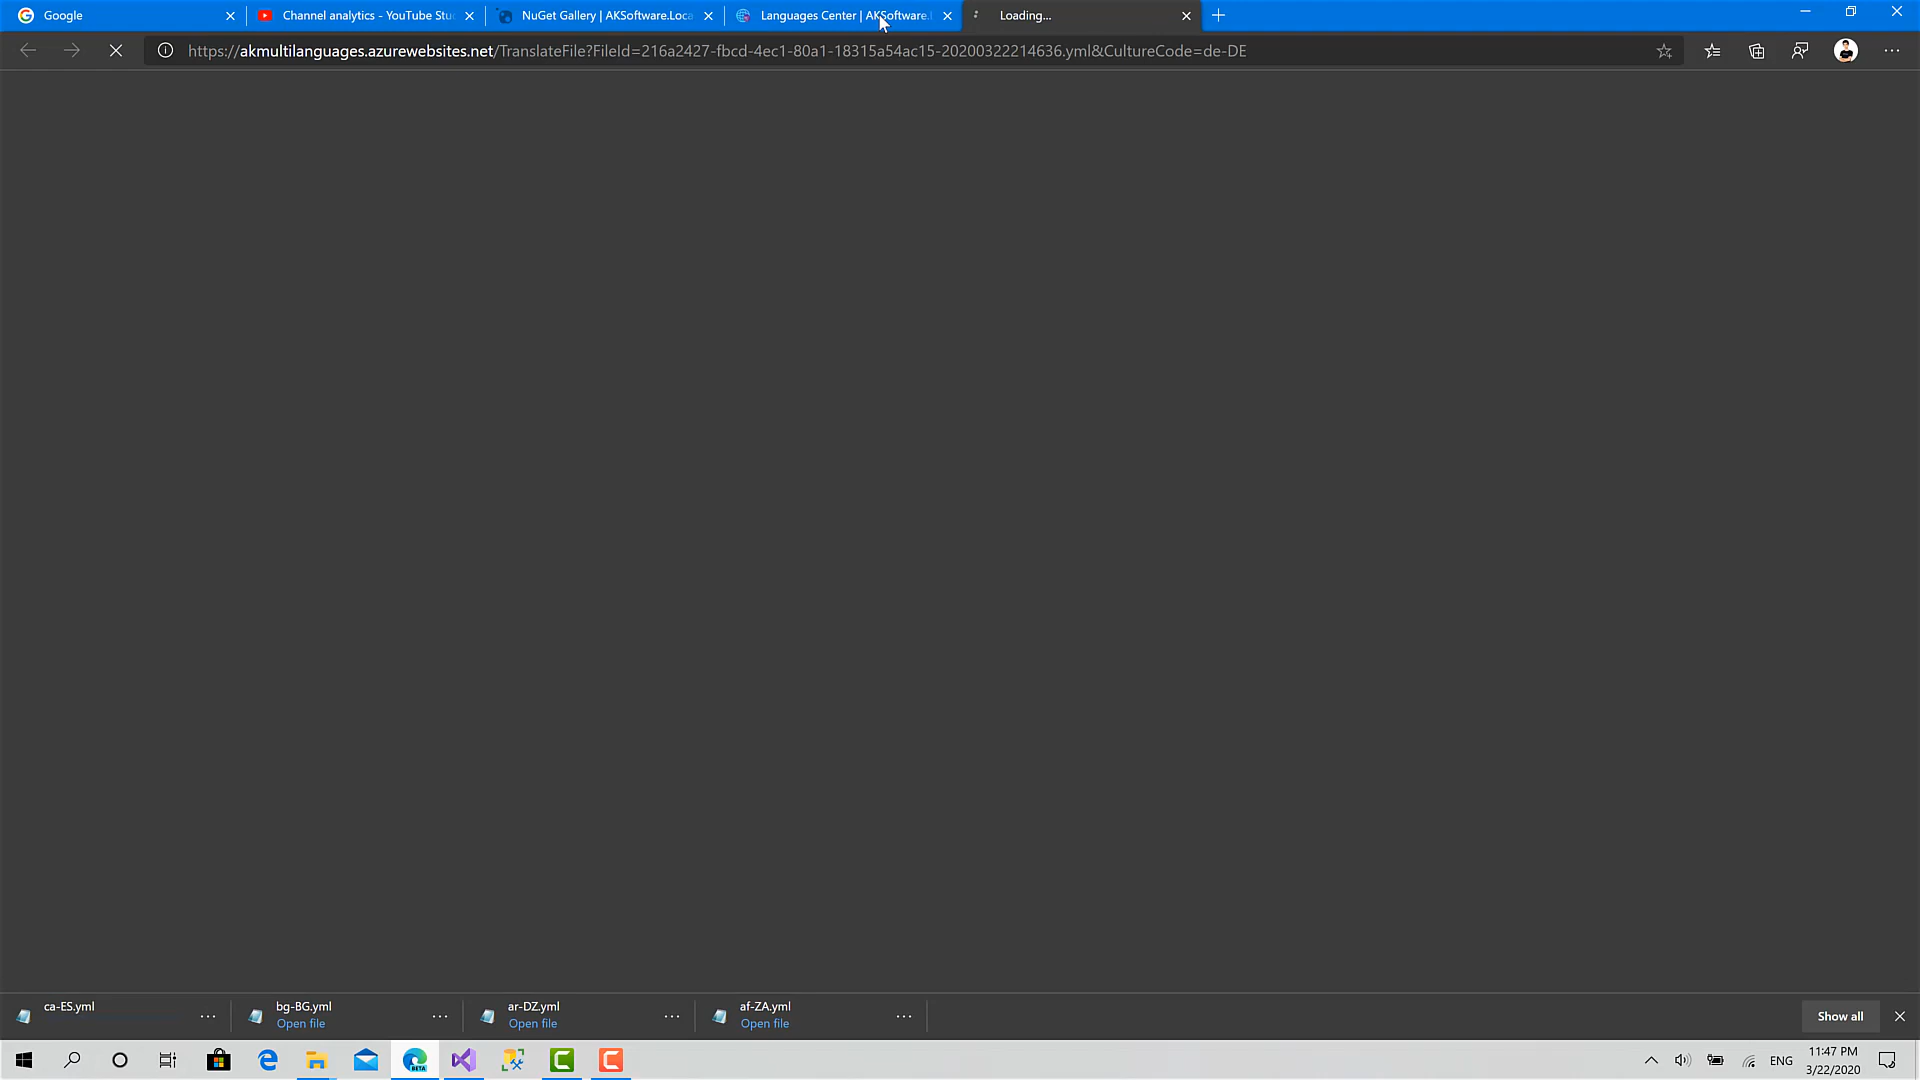 Google
Channel analytics - YouTube Stu
NuGet Gallery | AKSoftware.Loca
Languages Center | AKSoftware.
Loading...
https://akmultilanguages.azurewebsites.net/TranslateFile?FileId=216a2427-fbcd-4ec1-80a1-18315a54ac15-20200322214636.yml&CultureCode=de-DE
ca-ES.yml
bg-BG.yml
Open file
ar-DZ.yml
Open file
af-ZA.yml
Open file
Show all
BETA
ENG
11:47 PM
3/22/2020